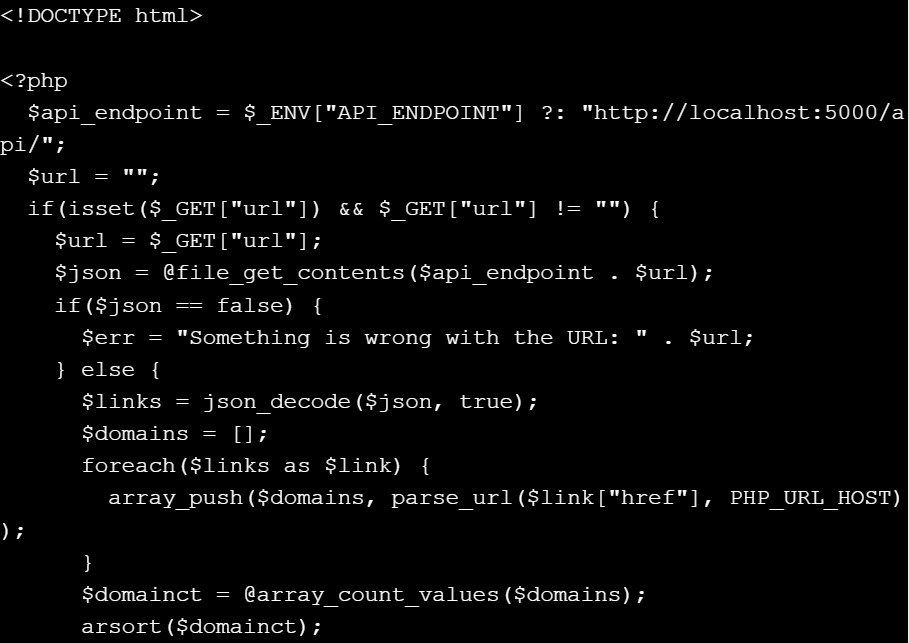 <!DOCTYPE html>
<?php
  $api_endpoint = $_ENV["API_ENDPOINT"] ?: "http://localhost:5000/a
pi/";
  $url = "";
  if(isset($_GET["url"]) && $_GET["url"] != "") {
    $url = $_GET["url"];
    $json = @file_get_contents($api_endpoint . $url);
    if($json == false) {
      $err = "Something is wrong with the URL: " . $url;
    } else {
      $links = json_decode($json, true);
      $domains = [];
      foreach($links as $link) {
        array_push($domains, parse_url($link["href"], PHP_URL_HOST)
);
      }
      $domainct = @array_count_values($domains);
      arsort($domainct);